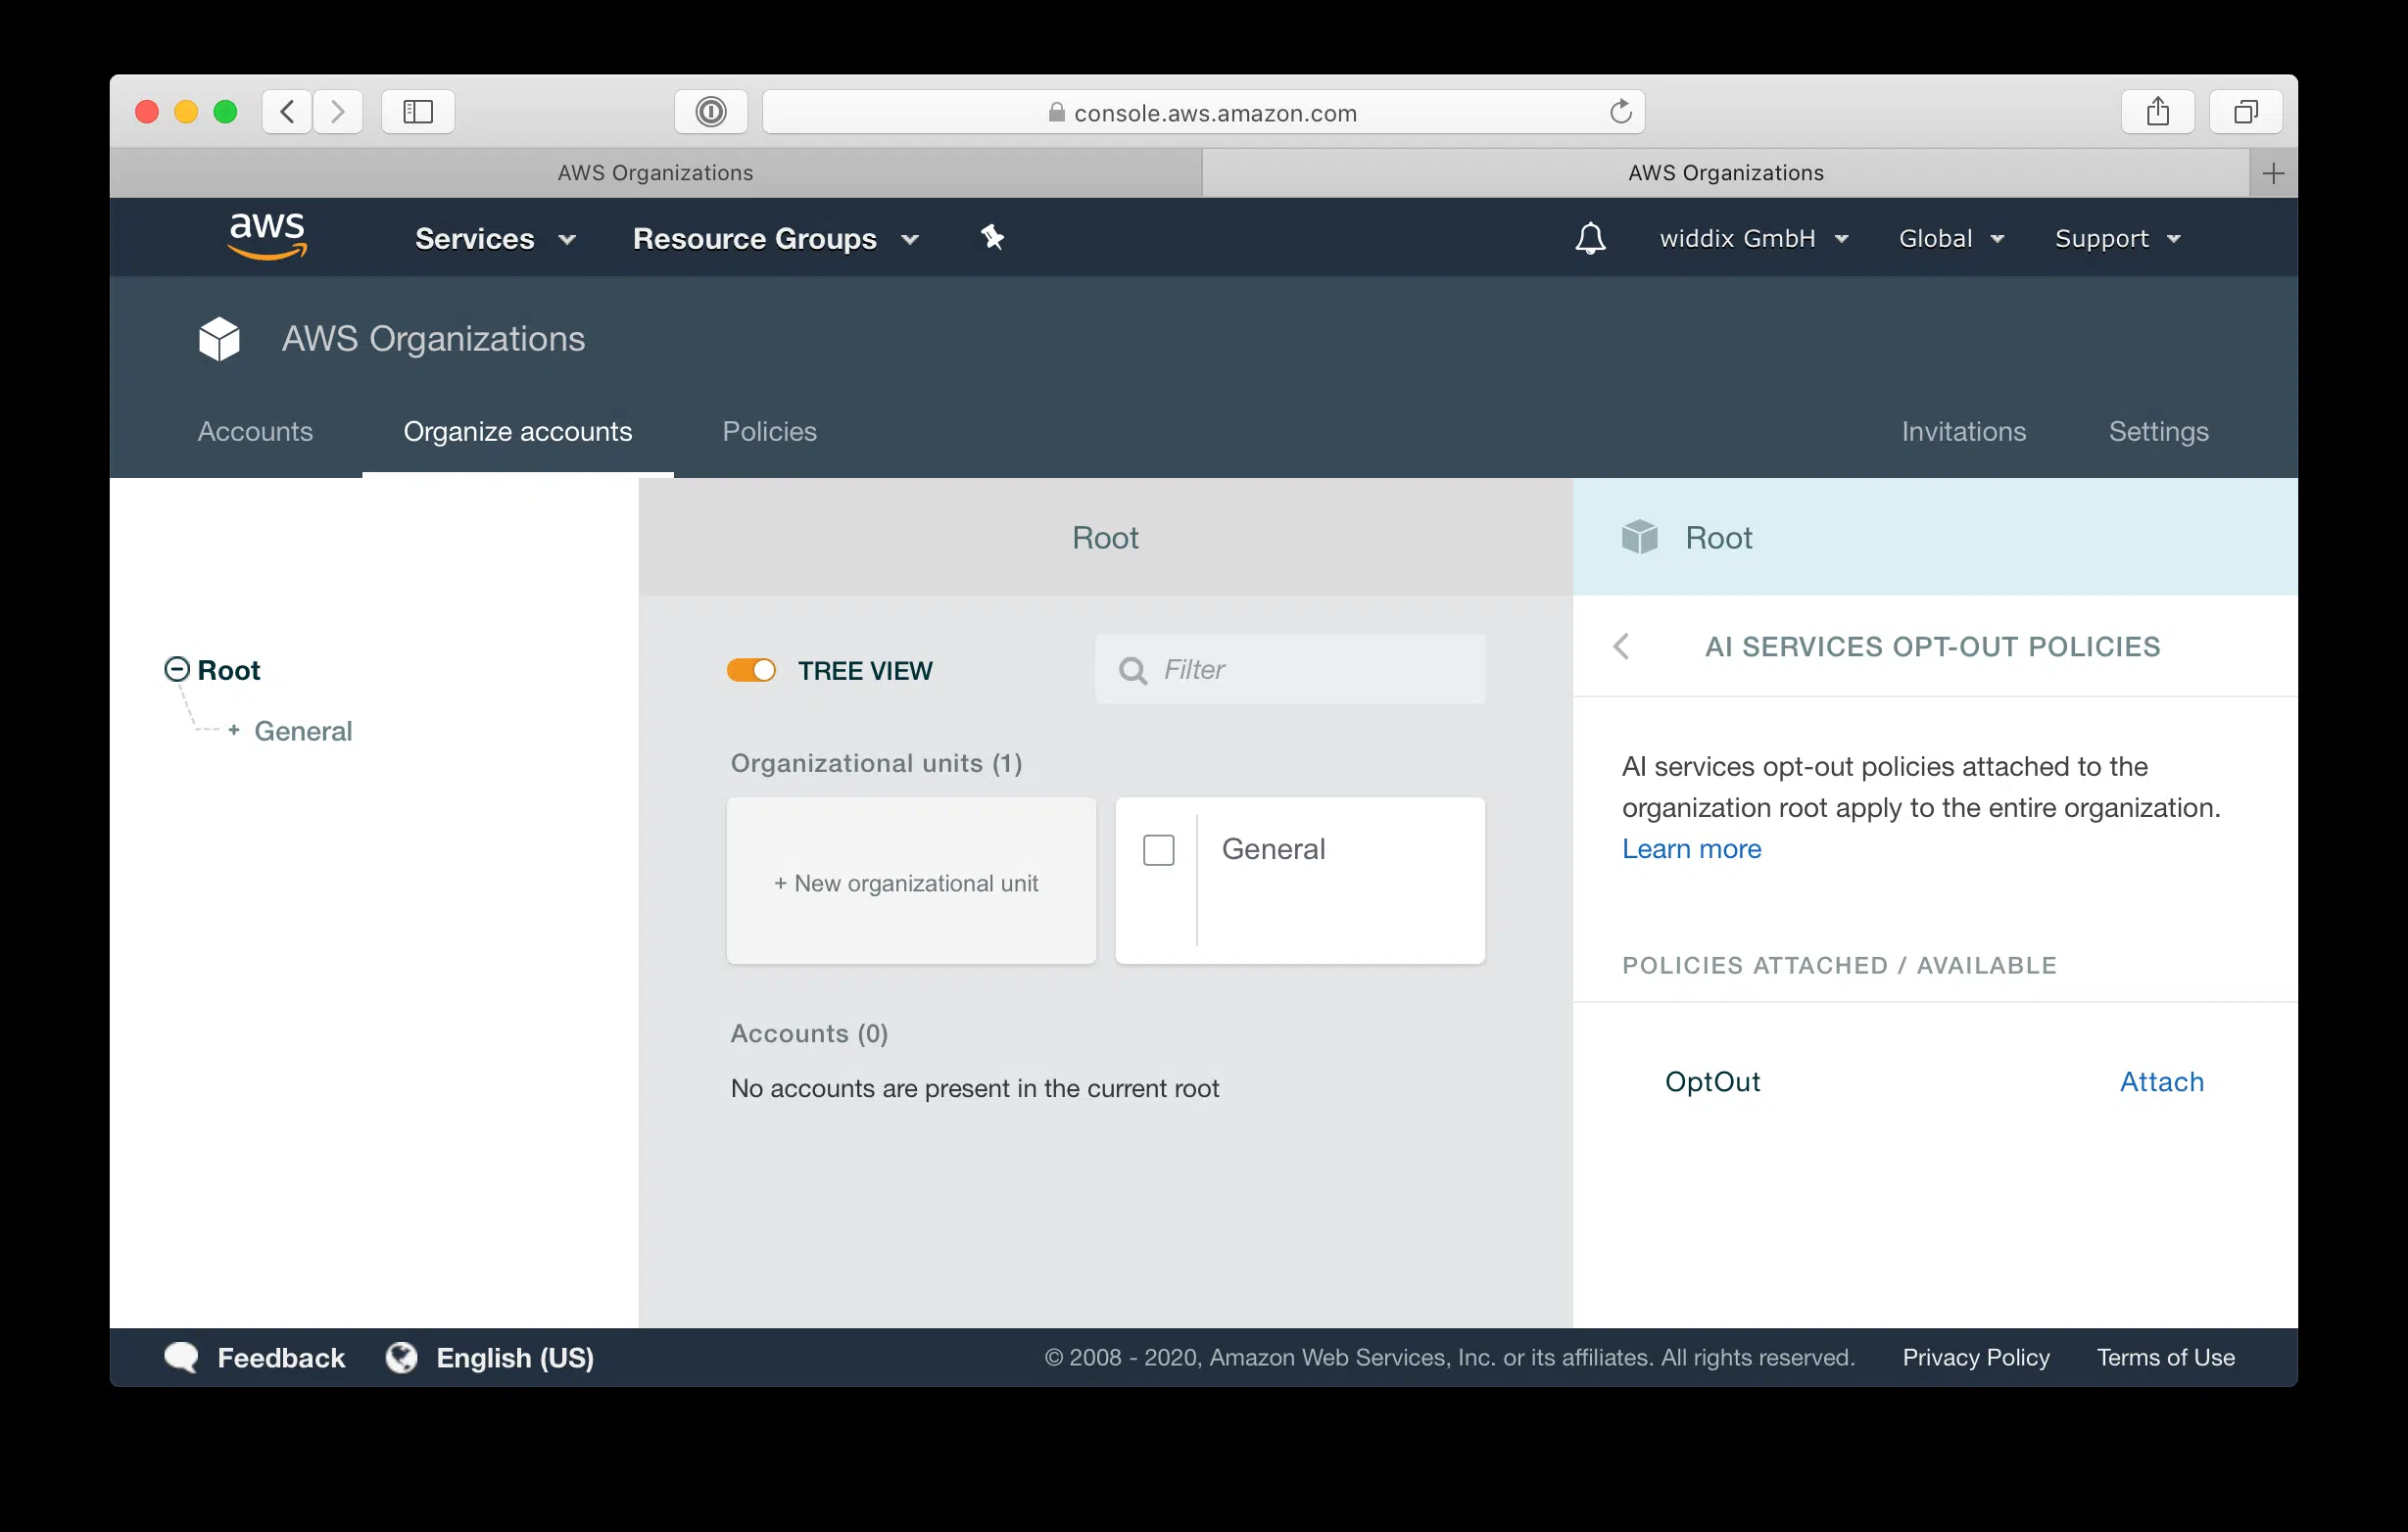 console.aws.amazon.com
AWS Organizations
AWS Organizations
aws
Services
Resource Groups
widdix GmbH
Global
Support
AWS Organizations
Accounts
Organize accounts
Policies
Invitations
Settings
Root
General
Root
TREE VIEW
Filter
Organizational units (1)
+ New organizational unit
General
Accounts (0)
No accounts are present in the current root
Root
AI SERVICES OPT-OUT POLICIES
AI services opt-out policies attached to the
organization root apply to the entire organization.
Learn more
POLICIES ATTACHED / AVAILABLE
OptOut
Attach
Feedback
English (US)
© 2008 - 2020, Amazon Web Services, Inc. or its affiliates. All rights reserved.
Privacy Policy
Terms of Use